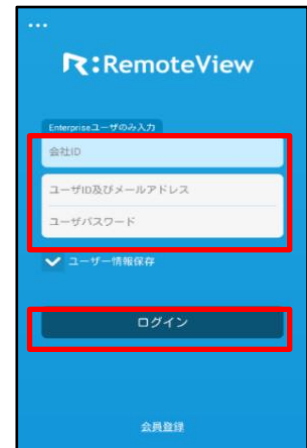 RemoteView
Enterpriseユーザのみ入力
会社ID
ユーザID及びメールアドレス
ユーザパスワード
ユーザー情報保存
ログイン
会員登録